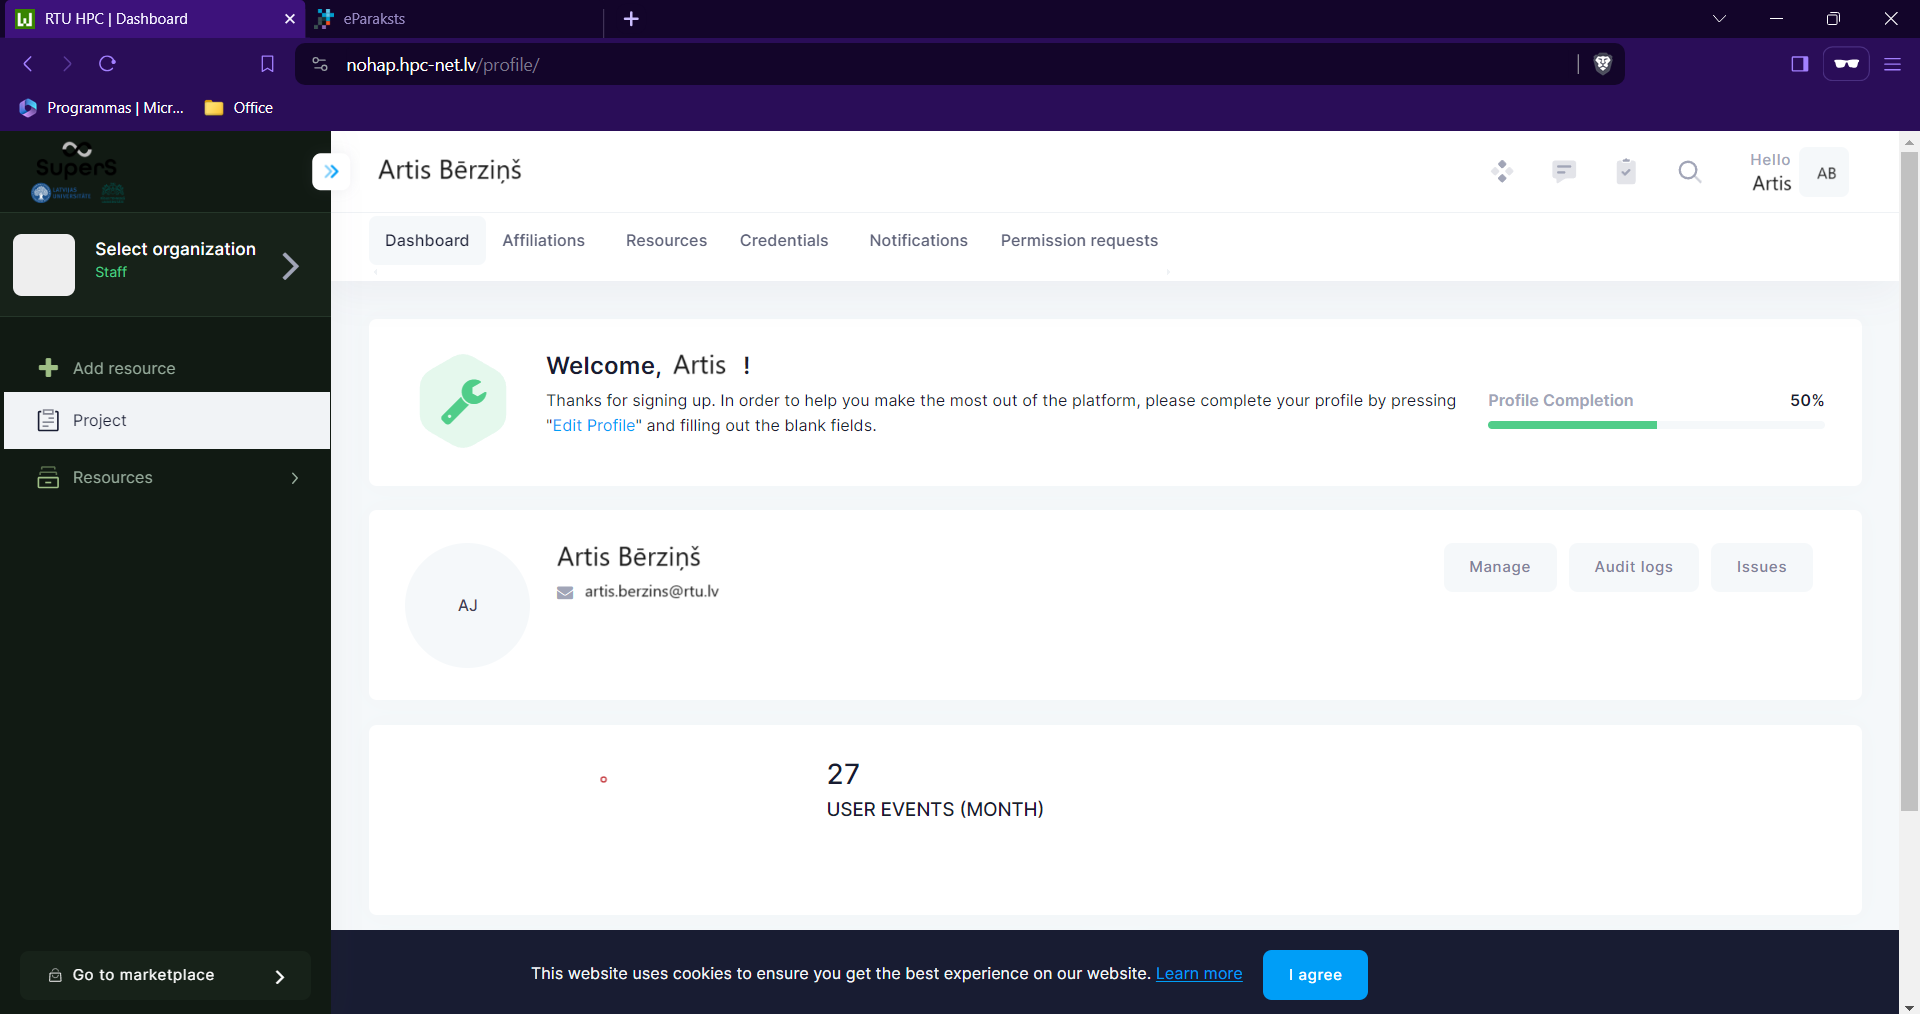 RTU HPC | Dashboard
eParaksts
nohap.hpc-net.lv/profile/
Programmas | Micr...
Office
SuperS
LATVIJAS
UNIVERSITĀTE
Artis Bērziņš
Hello
Artis
AB
Select organization
Staff
Dashboard
Affiliations
Resources
Credentials
Notifications
Permission requests
Add resource
Project
Resources
Go to marketplace
Welcome, Artis !
Thanks for signing up. In order to help you make the most out of the platform, please complete your profile by pressing
"Edit Profile" and filling out the blank fields.
Profile Completion
50%
AJ
Artis Bērziņš
artis.berzins@rtu.lv
Manage
Audit logs
Issues
27
USER EVENTS (MONTH)
This website uses cookies to ensure you get the best experience on our website. Learn more
I agree